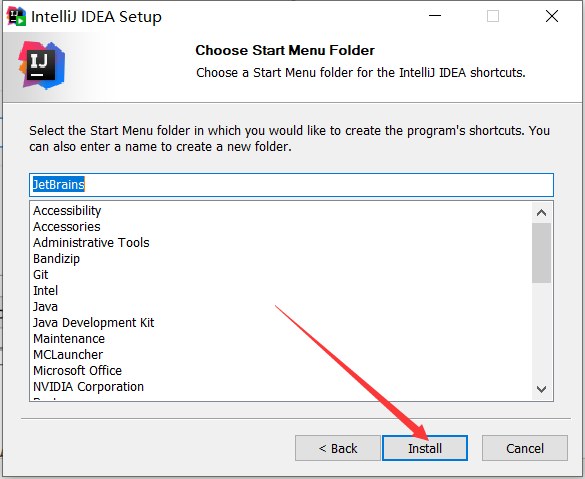 IntelliJ IDEA Setup
IJ
Choose Start Menu Folder
Choose a Start Menu folder for the IntelliJ IDEA shortcuts.
Select the Start Menu folder in which you would like to create the program's shortcuts. You
can also enter a name to create a new folder.
JetBrains
Accessibility
Accessories
Administrative Tools
Bandizip
Git
Intel
Java
Java Development Kit
Maintenance
MCLauncher
Microsoft Office
NVIDIA Corporation
< Back
Install
Cancel